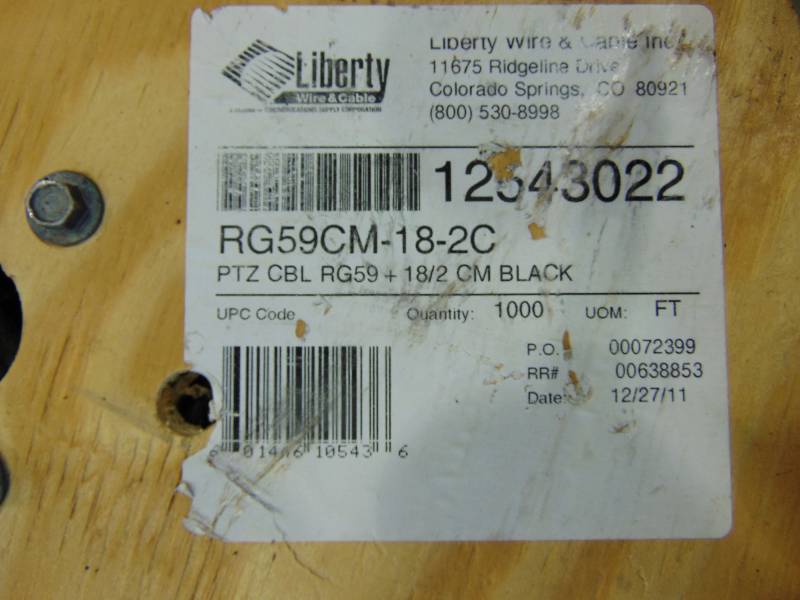 Liberty
Wire & Cable
Liberty Wire & Cable Inc.
11675 Ridgeline Drive
Colorado Springs, CO 80921
(800) 530-8998
12543022
RG59CM-18-2C
PTZ CBL RG59 + 18/2 CM BLACK
UPC Code Quantity: 1000 UOM: FT
P.O. 00072399
RR# 00638853
Date: 12/27/11
10543 6